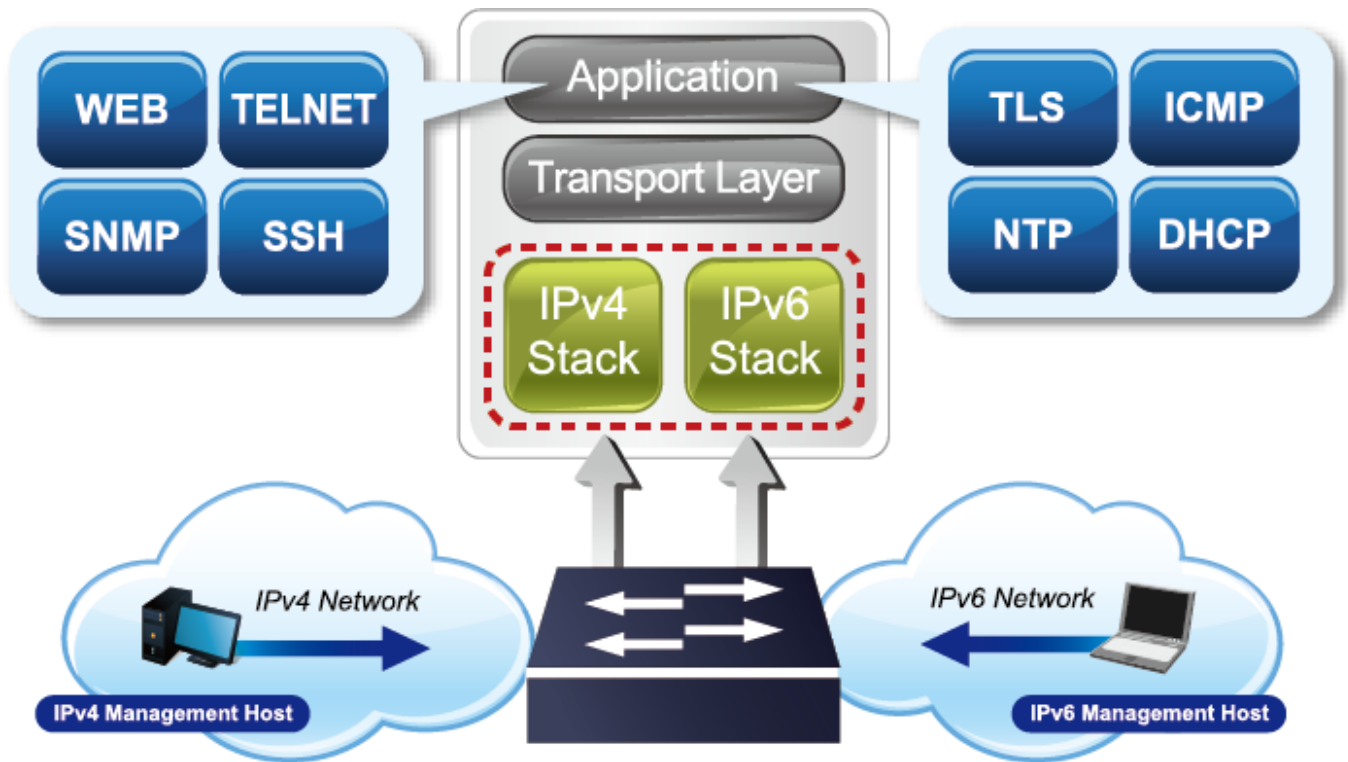 WEB
TELNET
SNMP
SSH
Application
Transport Layer
IPv4
Stack
IPv6
Stack
TLS
ICMP
NTP
DHCP
IPv4 Network
IPv4 Management Host
IPv6 Network
IPv6 Management Host